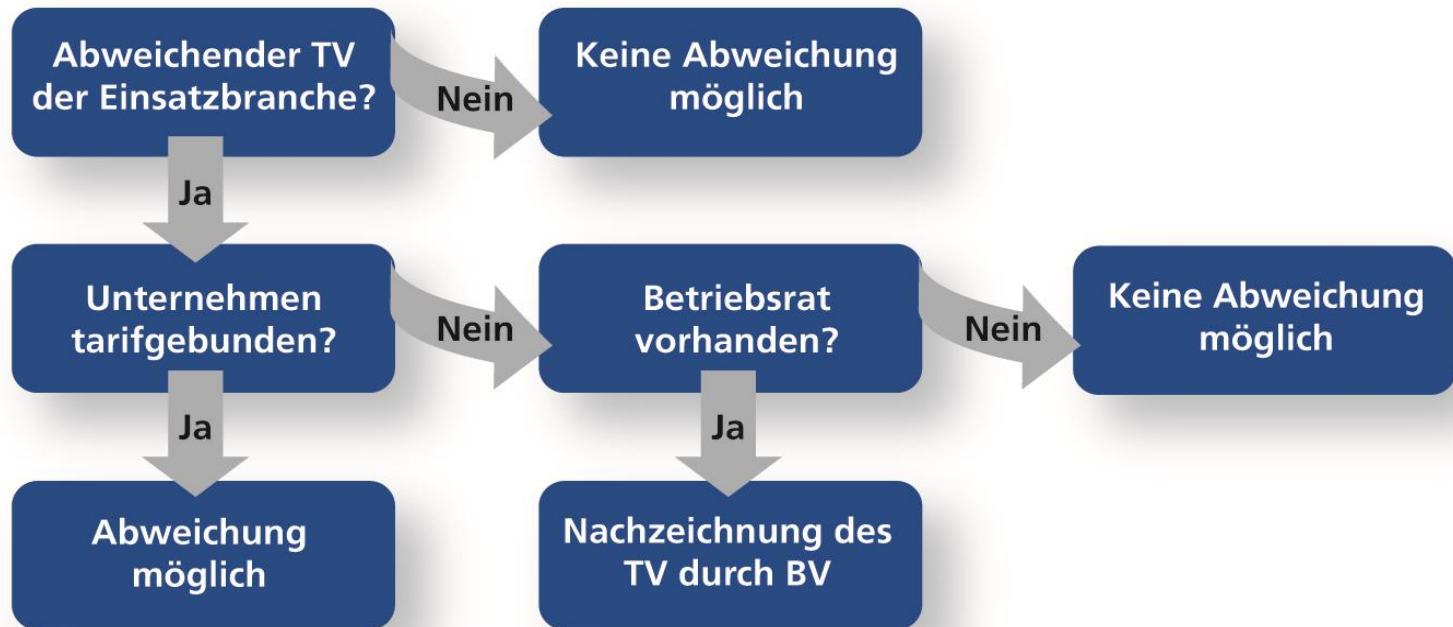 Abweichender TV
der Einsatzbranche?
Nein
Keine Abweichung
möglich
Ja
Unternehmen
tarifgebunden?
Nein
Betriebsrat
vorhanden?
Nein
Keine Abweichung
möglich
Ja
Ja
Abweichung
möglich
Nachzeichnung des
TV durch BV